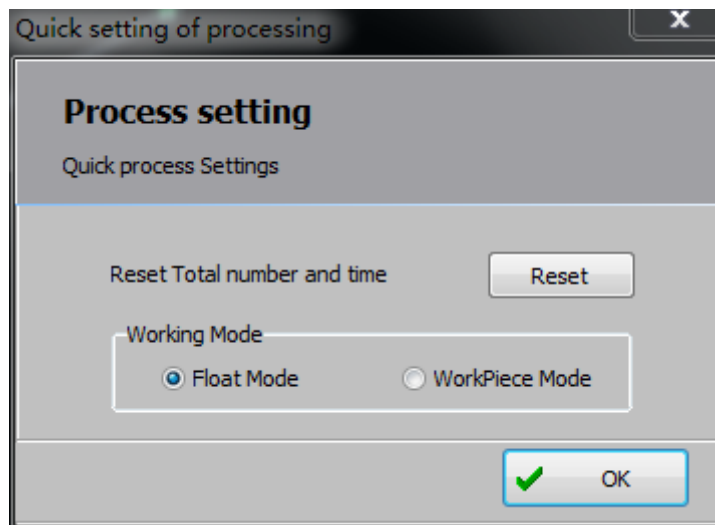 Quick setting of processing
X
Process setting
Quick process Settings
Reset Total number and time
Reset
Working Mode
Float Mode
WorkPiece Mode
OK